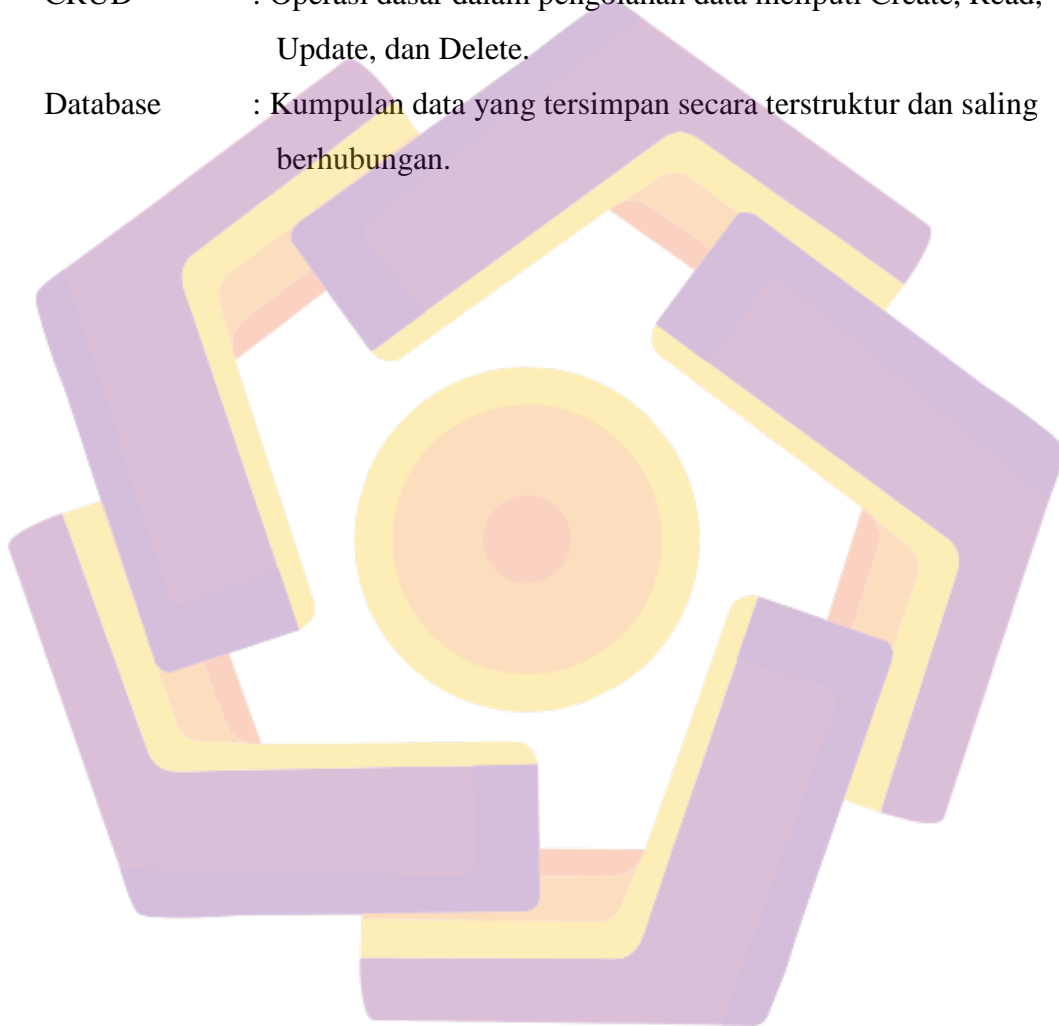 CRUD : Operasi dasar dalam pengolahan data meliputi Create, Read,
Update, dan Delete.
Database : Kumpulan data yang tersimpan secara terstruktur dan saling
berhubungan.